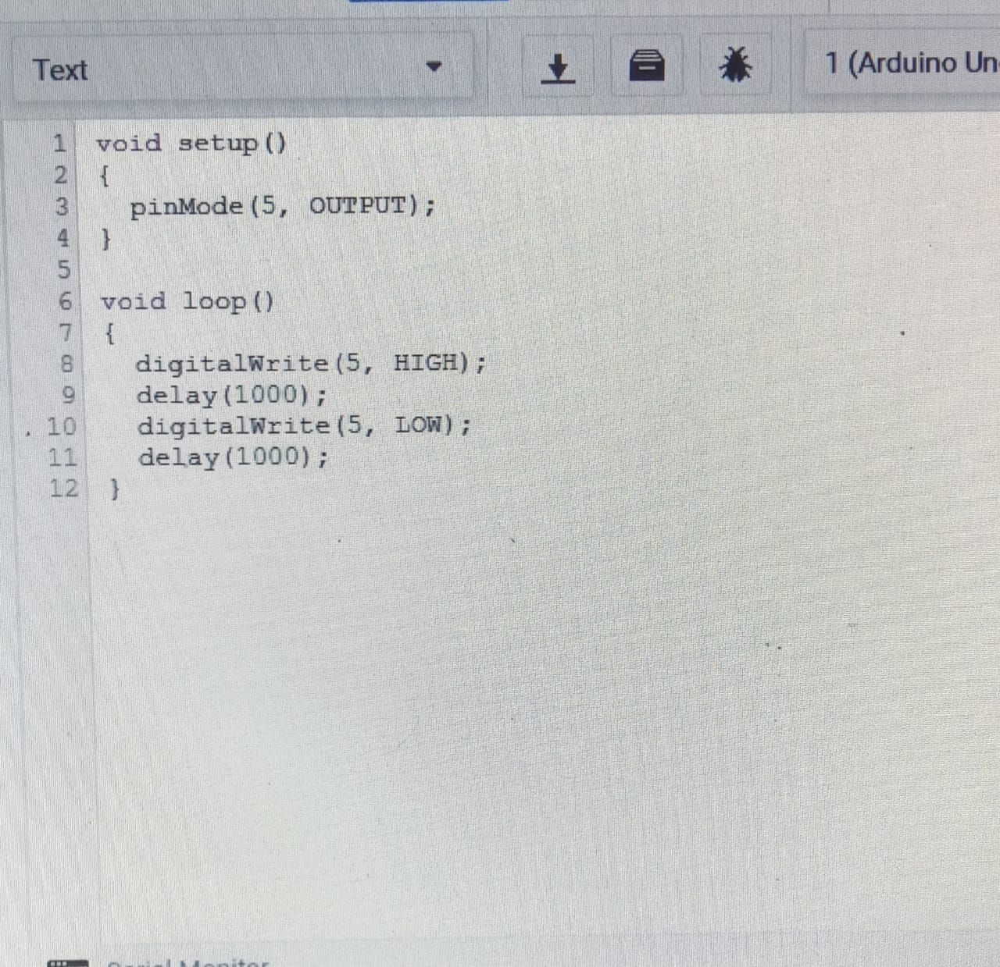 Text
1 (Arduino Un
1 void setup()
2 {
3 pinMode(5, OUTPUT);
4 }
5
6 void loop()
7 {
8 digitalWrite(5, HIGH);
9 delay(1000);
10 digitalWrite(5, LOW);
11 delay(1000);
12 }
Serial Monitor